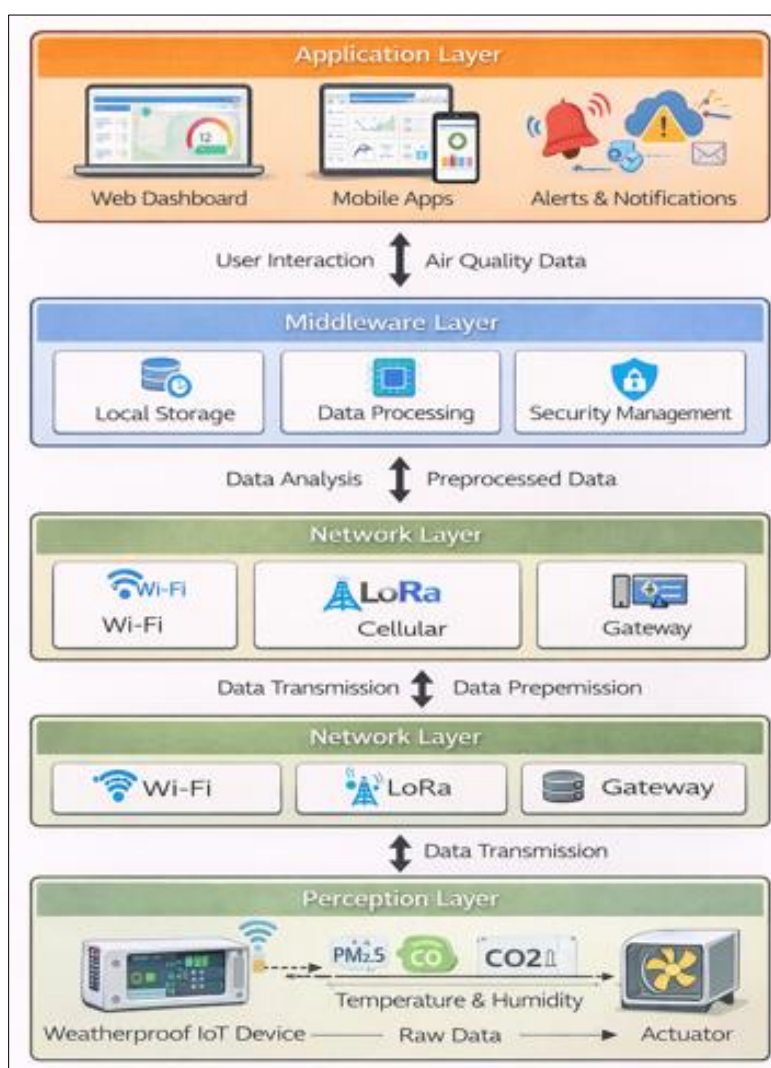 Application Layer
12
Web Dashboard
Mobile Apps
Alerts & Notifications
User Interaction
Air Quality Data
Middleware Layer
Local Storage
Data Processing
Security Management
Data Analysis
Preprocessed Data
Network Layer
Wi-Fi
Wi-Fi
LoRa
Cellular
Gateway
Data Transmission
Data Prepemission
Network Layer
Wi-Fi
LoRa
Gateway
Data Transmission
Perception Layer
PM2.5
CO
CO2
Temperature & Humidity
Weatherproof IoT Device
Raw Data
Actuator